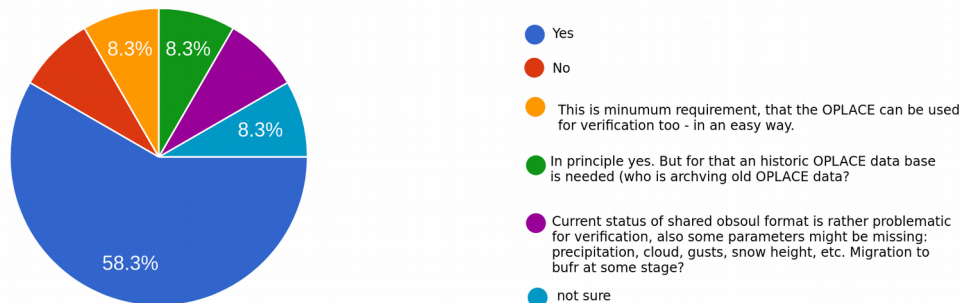 8.3%
8.3%
8.3%
58.3%
Yes
No
This is minumum requirement, that the OPLACE can be used
for verification too - in an easy way.
In principle yes. But for that an historic OPLACE data base
is needed (who is archving old OPLACE data?
Current status of shared obsoul format is rather problematic
for verification, also some parameters might be missing:
precipitation, cloud, gusts, snow height, etc. Migration to
bufr at some stage?
not sure